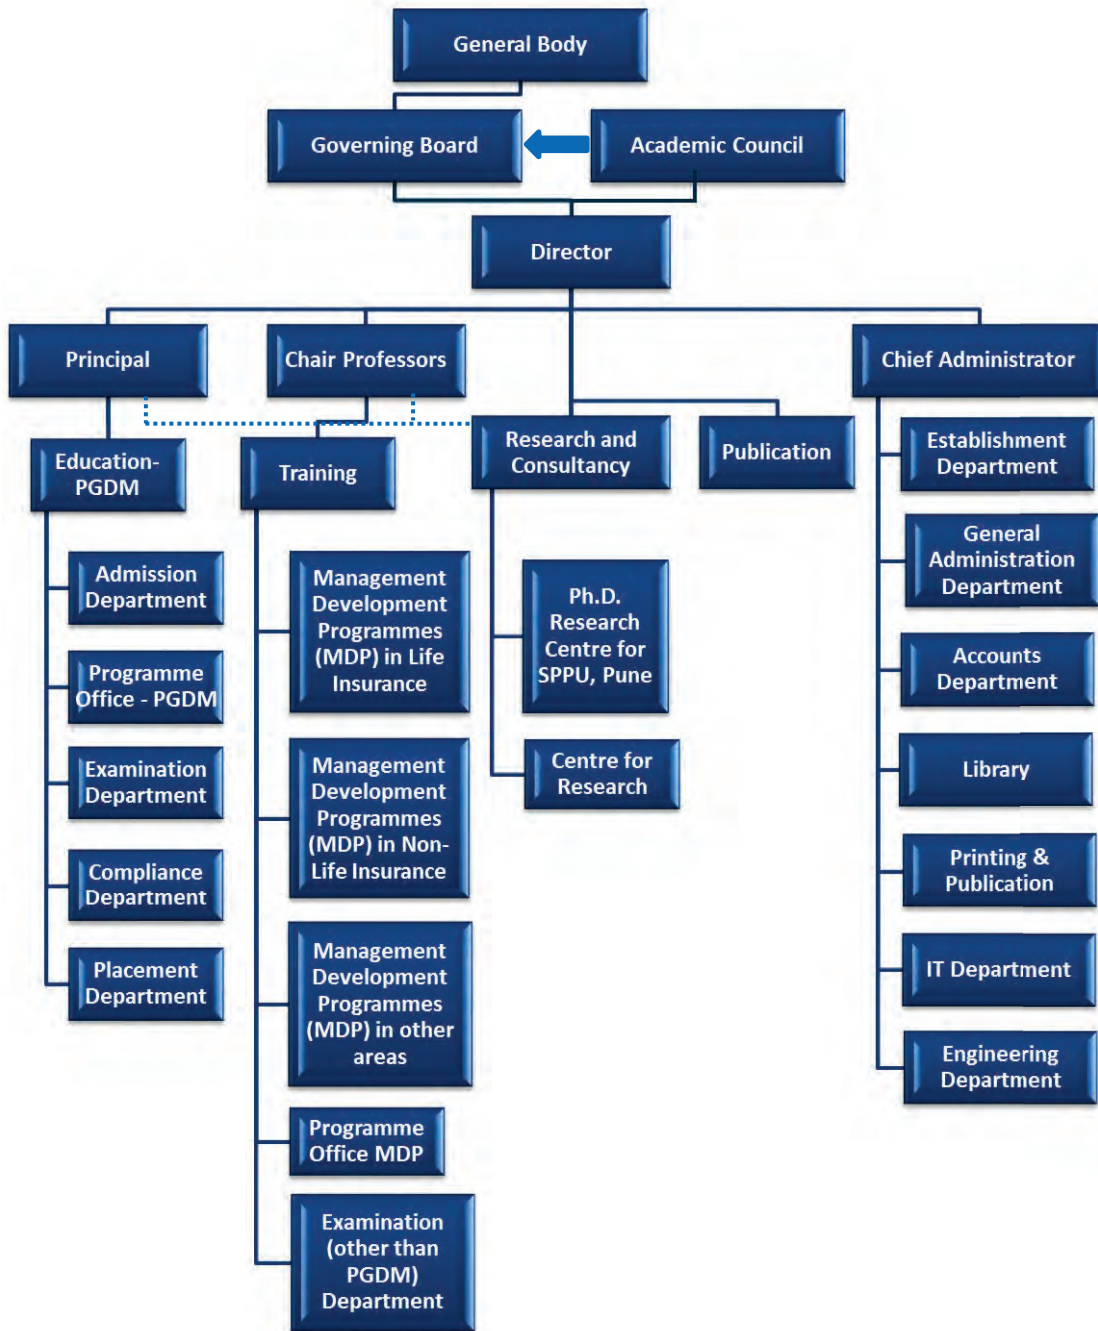 General Body
Governing Board
Academic Council
Director
Principal
Chair Professors
Chief Administrator
Education-
PGDM
Training
Research and
Consultancy
Publication
Admission
Department
Programme
Office - PGDM
Examination
Department
Compliance
Department
Placement
Department
Management
Development
Programmes
(MDP) in Life
Insurance
Management
Development
Programmes
(MDP) in Non-
Life Insurance
Management
Development
Programmes
(MDP) in other
areas
Programme
Office MDP
Examination
(other than
PGDM)
Department
Ph.D.
Research
Centre for
SPPU, Pune
Centre for
Research
Establishment
Department
General
Administration
Department
Accounts
Department
Library
Printing &
Publication
IT Department
Engineering
Department